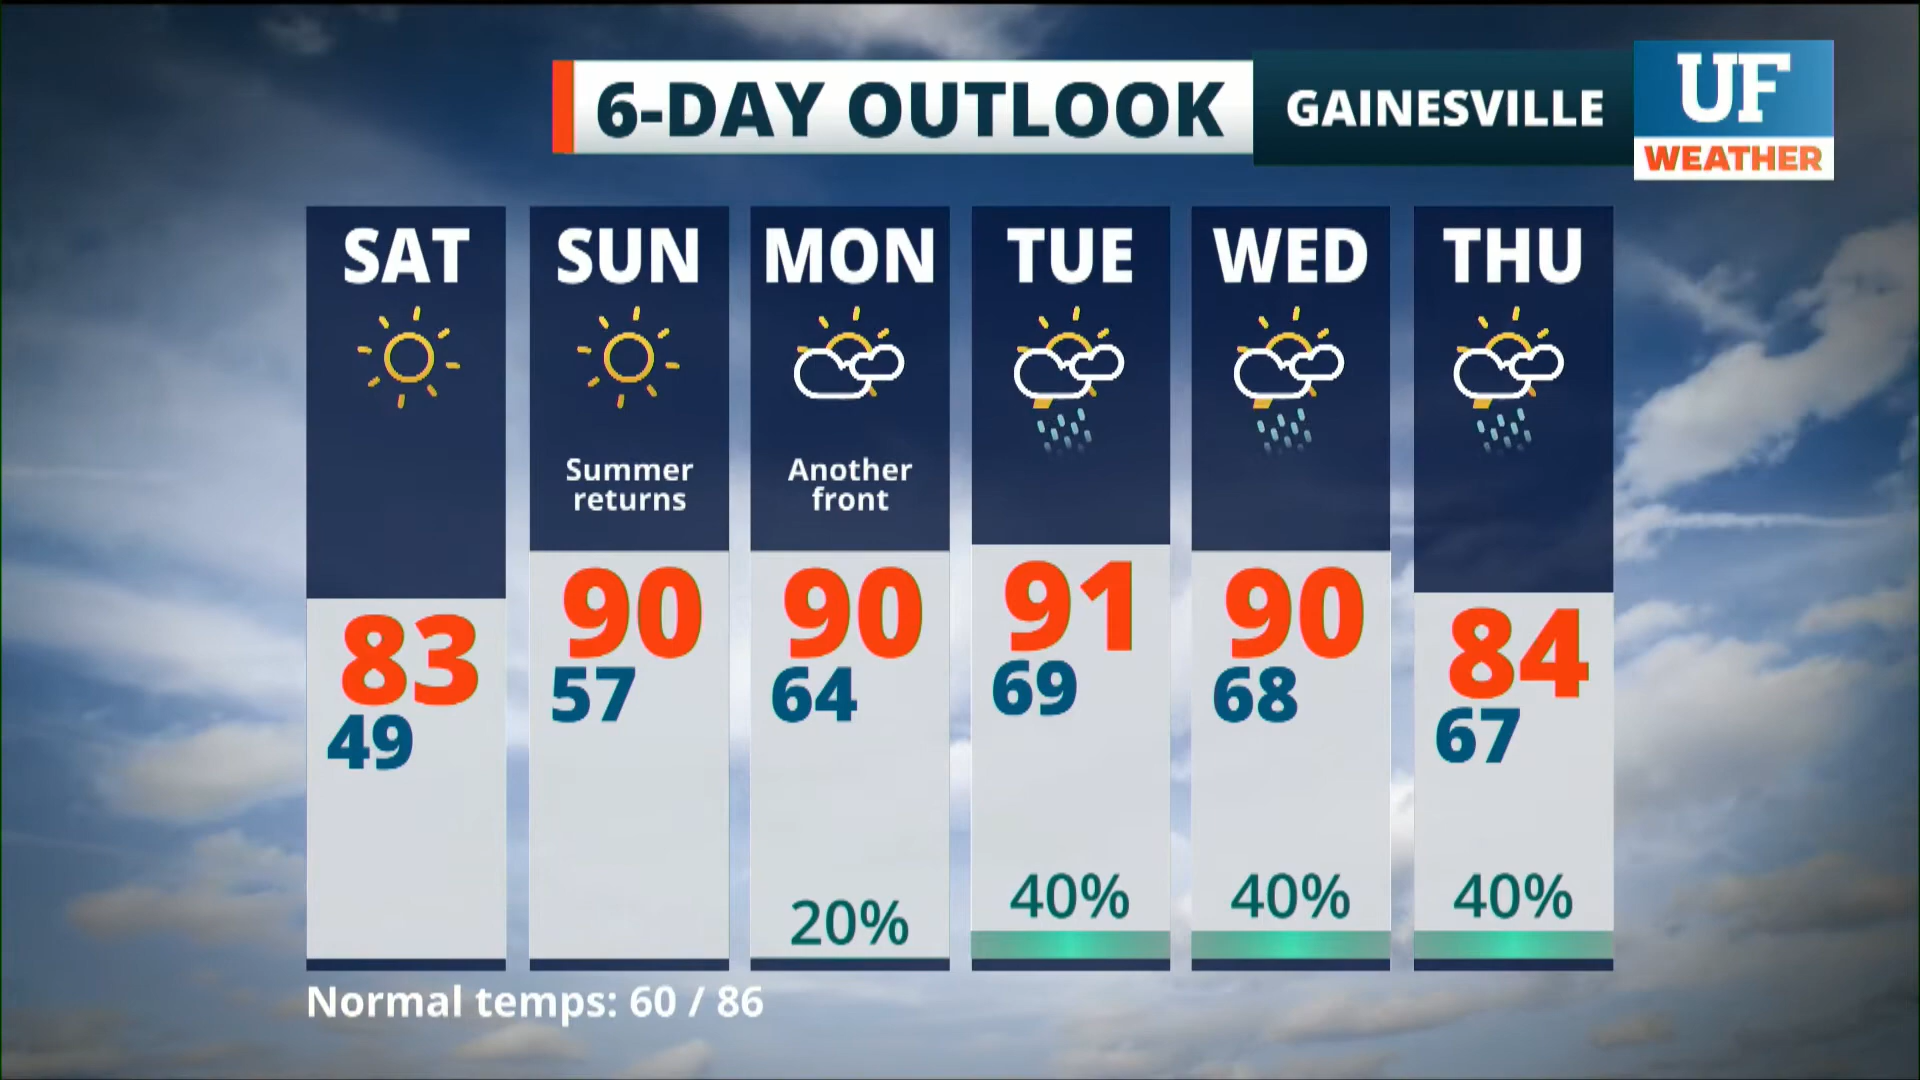 6-DAY OUTLOOK
GAINESVILLE
UF
WEATHER
SAT
SUN
MON
TUE
WED
THU
Summer
returns
Another
front
83
49
90
57
90
64
91
69
90
68
84
67
20%
40%
40%
40%
Normal temps: 60 / 86